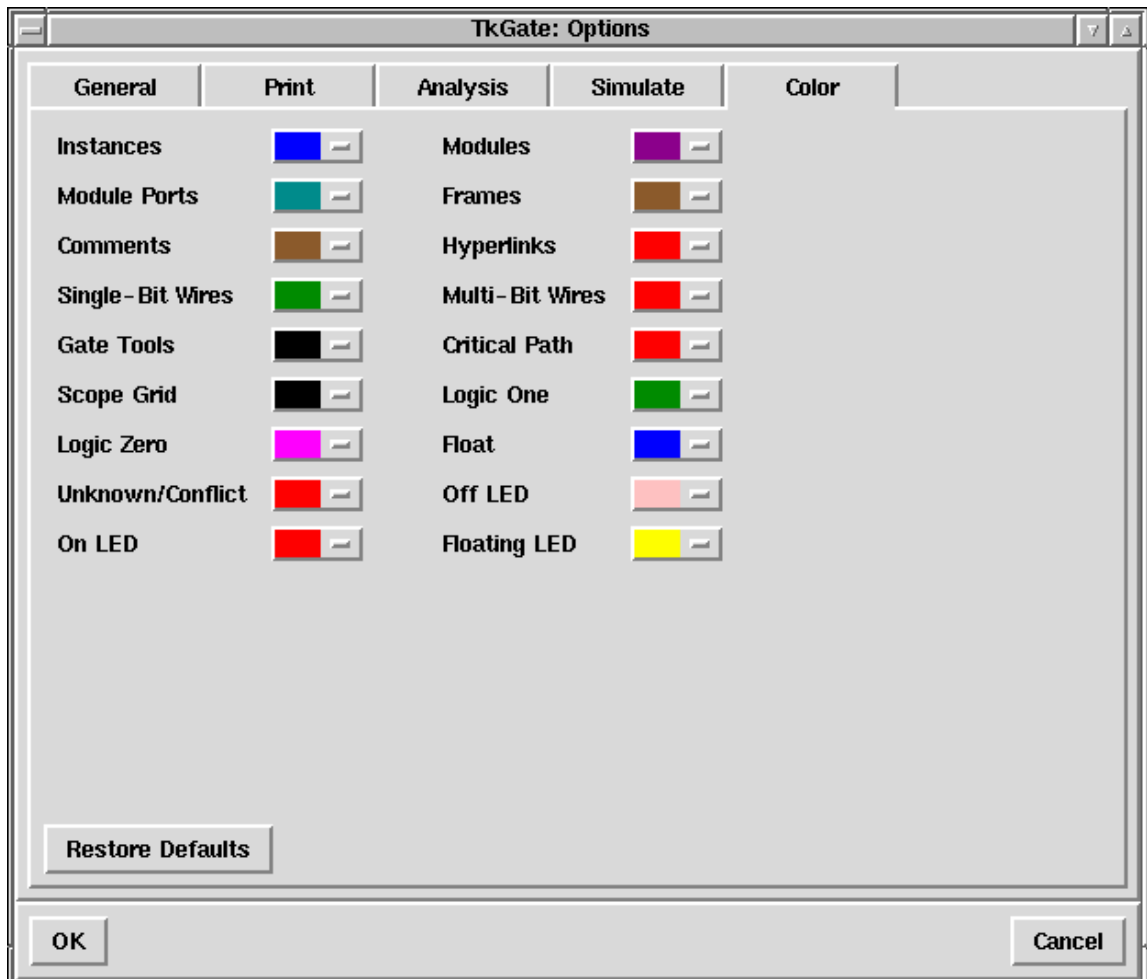 TkGate: Options
General Print Analysis Simulate Color
Instances Modules
Module Ports Frames
Comments Hyperlinks
Single-Bit Wires Multi-Bit Wires
Gate Tools Critical Path
Scope Grid Logic One
Logic Zero Float
Unknown/Conflict Off LED
On LED Floating LED
Restore Defaults
OK Cancel